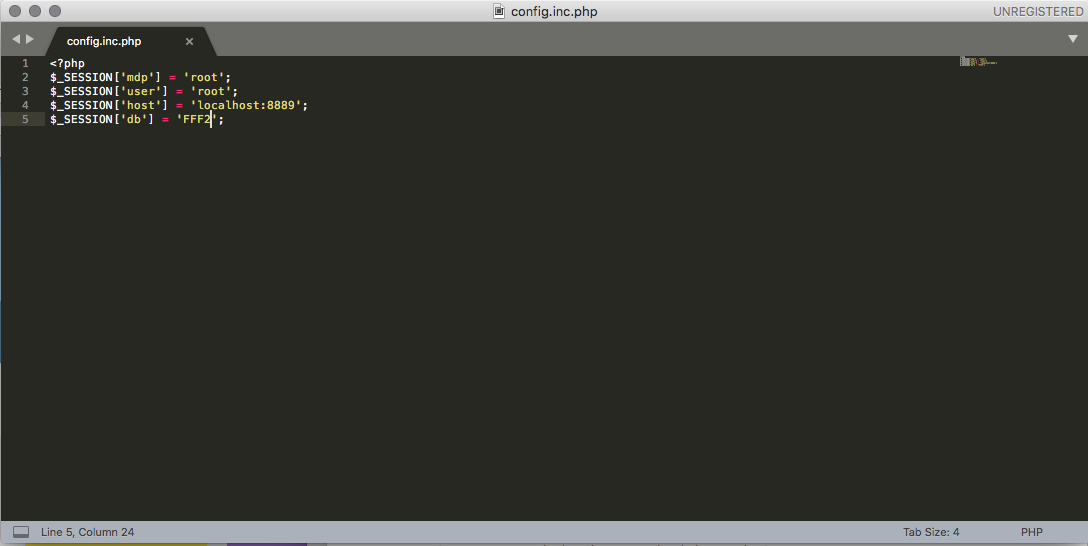 config.inc.php
UNREGISTERED
config.inc.php ×
1 <?php
2 $_SESSION['mdp'] = 'root';
3 $_SESSION['user'] = 'root';
4 $_SESSION['host'] = 'localhost:8889';
5 $_SESSION['db'] = 'FFF2';
Line 5, Column 24
Tab Size: 4
PHP